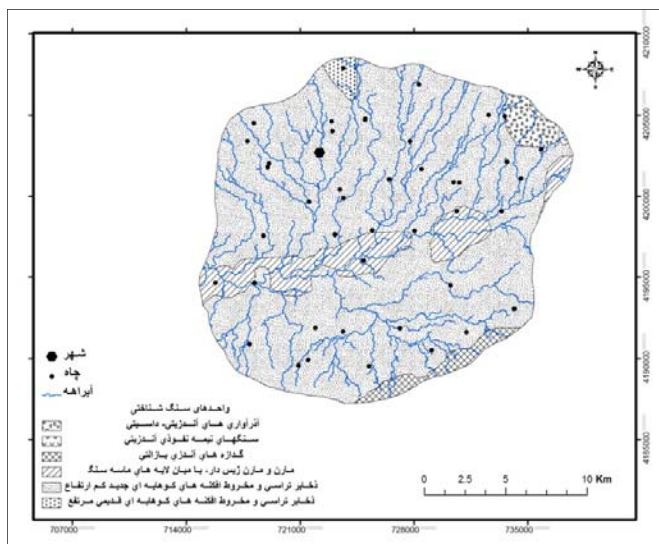 N
4210000
4205000
4200000
4195000
4190000
4185000
شهر
چاه
آبراهه
واحدهای سنگ شناختی
آذرآواری های آندزیتی، داسیتی
سنگهای نیمه نفوذی آندزیتی
گدازه های آندزی بازالتی
مارن و مارن ژیپس دار، با میان لایه های ماسه سنگ
ذخایر تراسی و مخروط افکنه های کوهپایه ای جدید کم ارتفاع
ذخایر تراسی و مخروط افکنه های کوهپایه ای قدیمی مرتفع
0 2.5 5 10 Km
707000 714000 721000 728000 735000